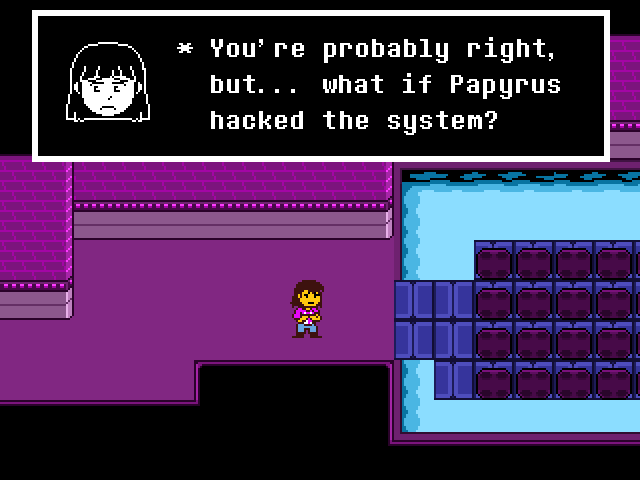 * You're probably right,
but... what if Papyrus
hacked the system?